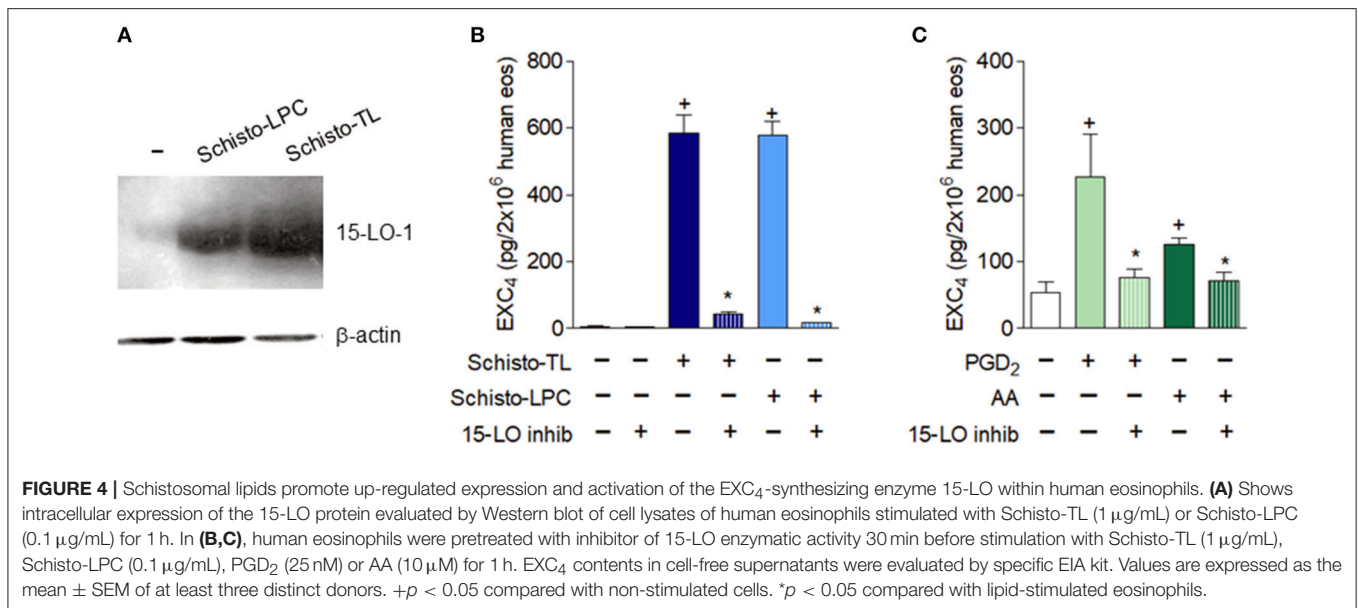 A
– Schisto-LPC Schisto-TL
15-LO-1
β-actin
B
EXC₄ (pg/2x10⁶ human eos)
800
600
400
200
0
+ * + *
Schisto-TL – – + + – –
Schisto-LPC – – – – + +
15-LO inhib – + – + – +
C
EXC₄ (pg/2x10⁶ human eos)
400
300
200
100
0
+ * + *
PGD₂ – + + – –
AA – – – + +
15-LO inhib – – + – +
FIGURE 4 | Schistosomal lipids promote up-regulated expression and activation of the EXC₄-synthesizing enzyme 15-LO within human eosinophils. (A) Shows
intracellular expression of the 15-LO protein evaluated by Western blot of cell lysates of human eosinophils stimulated with Schisto-TL (1 μg/mL) or Schisto-LPC
(0.1 μg/mL) for 1 h. In (B,C), human eosinophils were pretreated with inhibitor of 15-LO enzymatic activity 30 min before stimulation with Schisto-TL (1 μg/mL),
Schisto-LPC (0.1 μg/mL), PGD₂ (25 nM) or AA (10 μM) for 1 h. EXC₄ contents in cell-free supernatants were evaluated by specific EIA kit. Values are expressed as the
mean ± SEM of at least three distinct donors. +p < 0.05 compared with non-stimulated cells. *p < 0.05 compared with lipid-stimulated eosinophils.